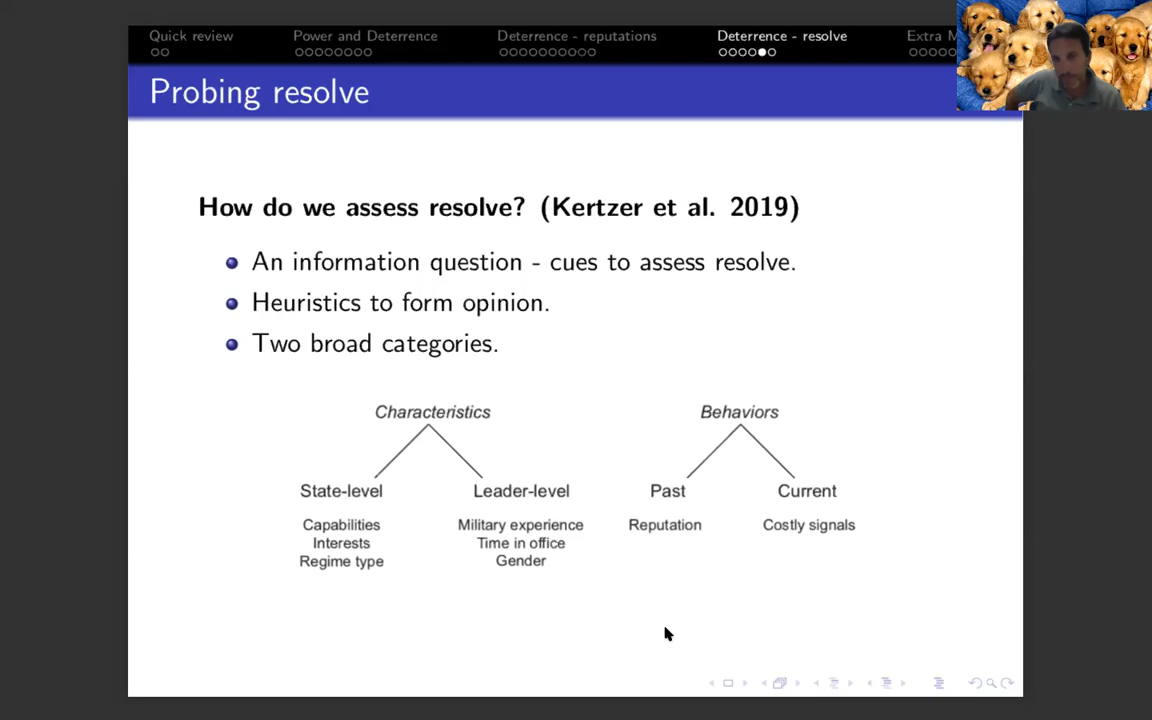 Quick review
Power and Deterrence
Deterrence - reputations
Deterrence - resolve
Extra M
Probing resolve
How do we assess resolve? (Kertzer et al. 2019)
An information question - cues to assess resolve.
Heuristics to form opinion.
Two broad categories.
Characteristics
Behaviors
State-level
Leader-level
Past
Current
Capabilities
Interests
Regime type
Military experience
Time in office
Gender
Reputation
Costly signals